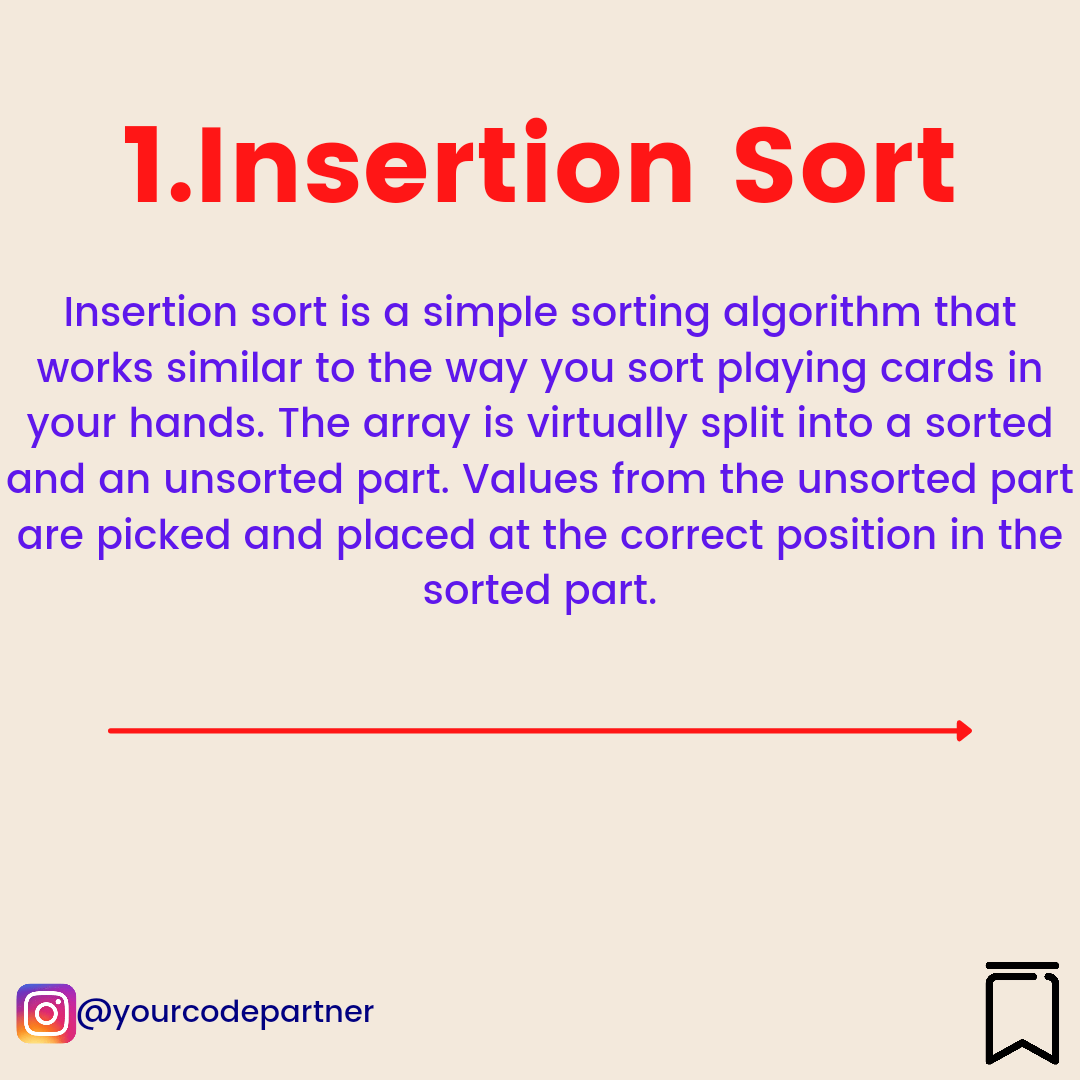 1.Insertion Sort
Insertion sort is a simple sorting algorithm that
works similar to the way you sort playing cards in
your hands. The array is virtually split into a sorted
and an unsorted part. Values from the unsorted part
are picked and placed at the correct position in the
sorted part.
@yourcodepartner